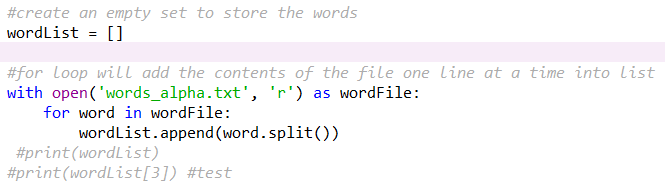 #create an empty set to store the words
wordList = []
#for loop will add the contents of the file one line at a time into list
with open('words_alpha.txt', 'r') as wordFile:
    for word in wordFile:
        wordList.append(word.split())
 #print(wordList)
#print(wordList[3]) #test